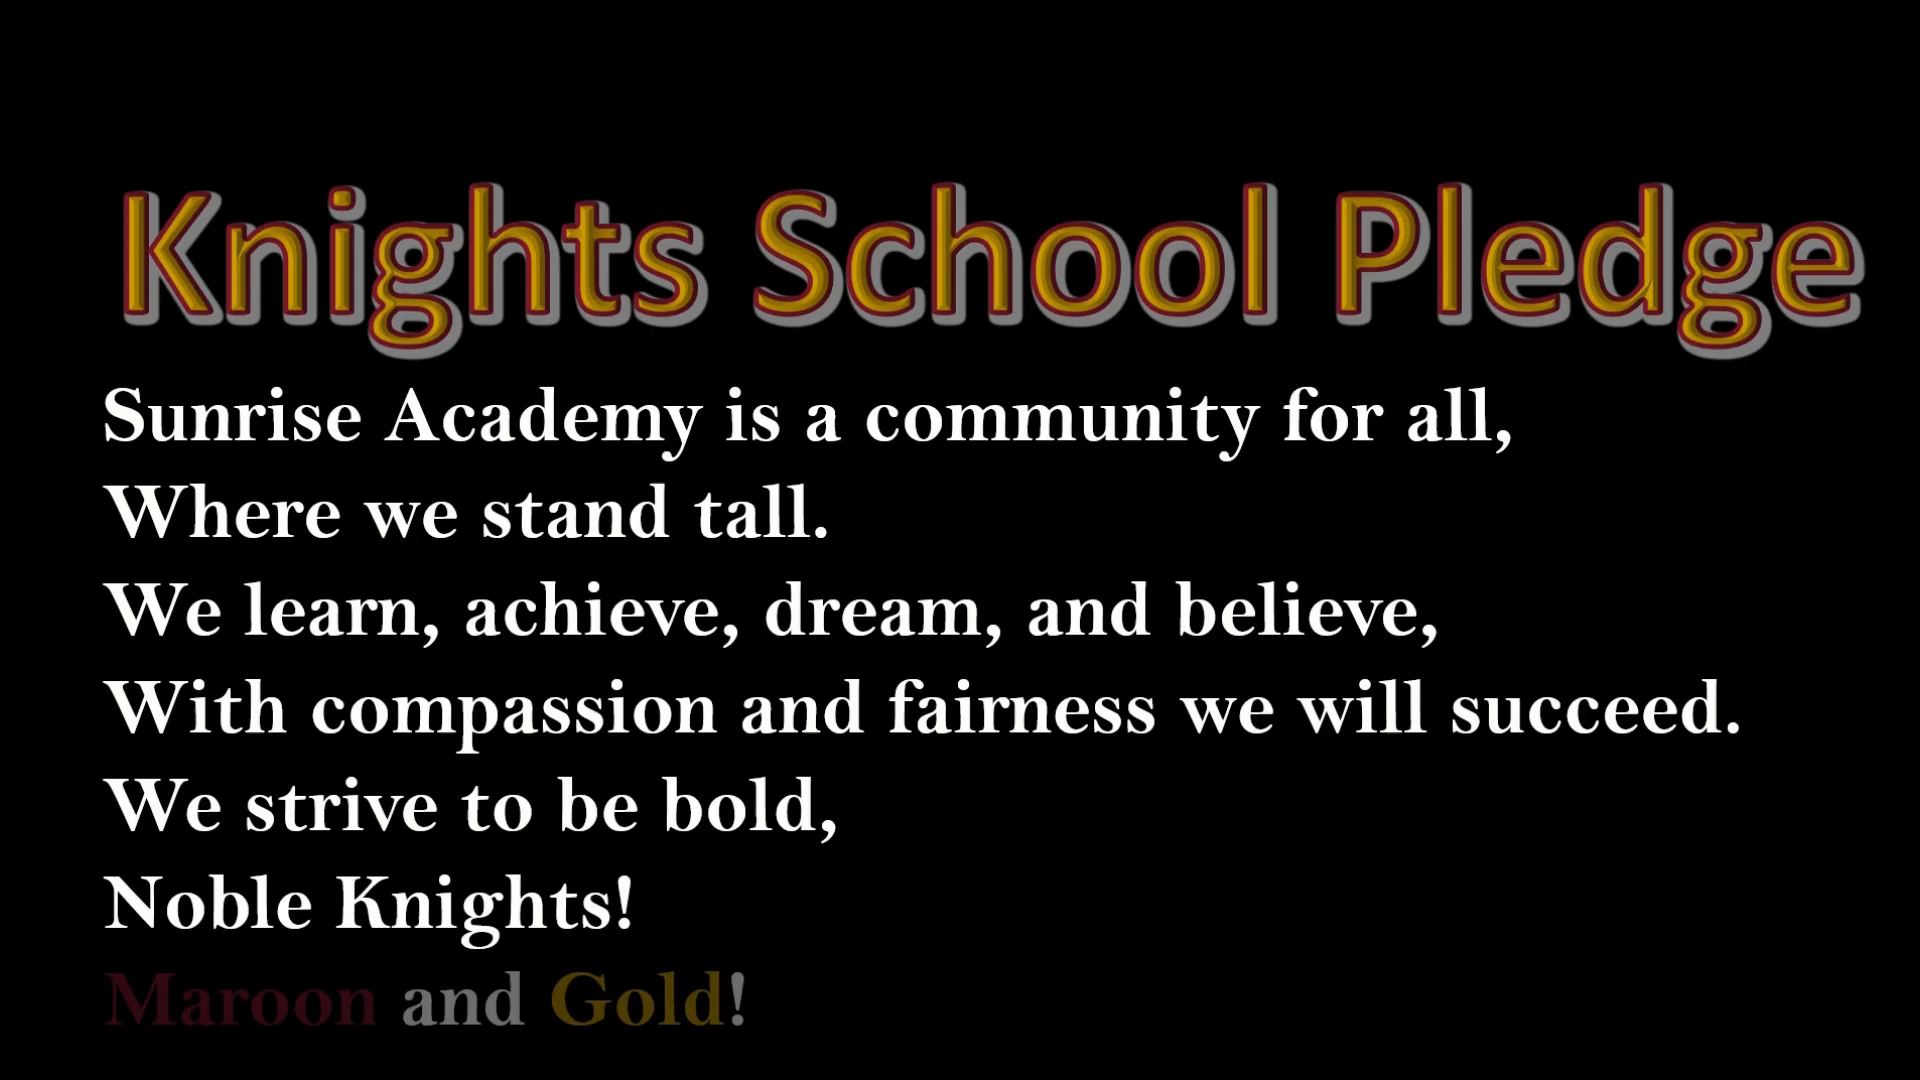 Knights School Pledge
Sunrise Academy is a community for all,
Where we stand tall.
We learn, achieve, dream, and believe,
With compassion and fairness we will succeed.
We strive to be bold,
Noble Knights!
Maroon and Gold!